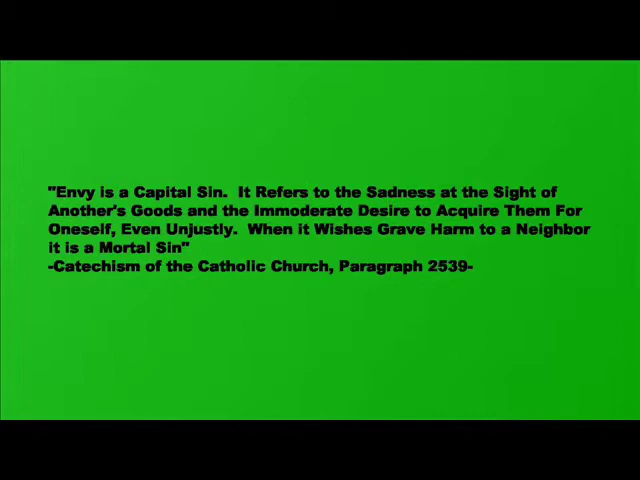 "Envy is a Capital Sin.  It Refers to the Sadness at the Sight of
Another's Goods and the Immoderate Desire to Acquire Them For
Oneself, Even Unjustly.  When it Wishes Grave Harm to a Neighbor
it is a Mortal Sin"
-Catechism of the Catholic Church, Paragraph 2539-